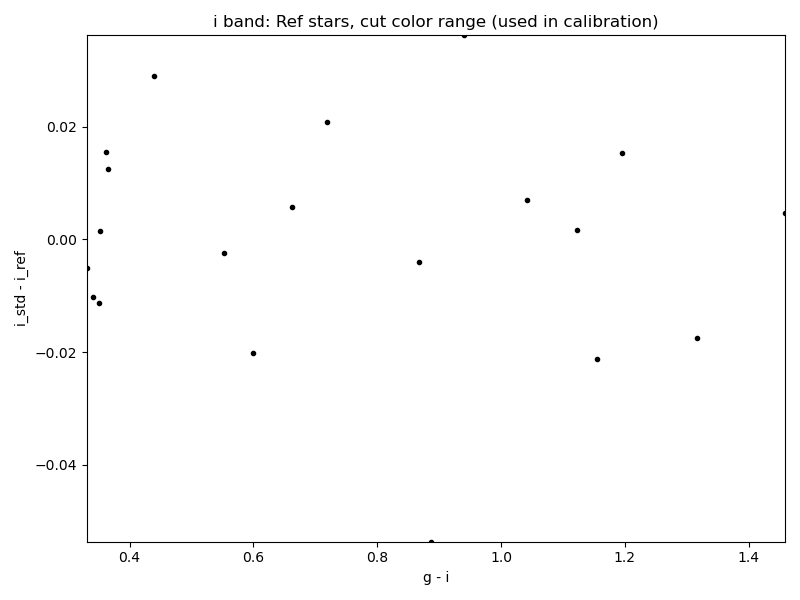 i band: Ref stars, cut color range (used in calibration)
i_std - i_ref
0.02
0.00
−0.02
−0.04
0.4 0.6 0.8 1.0 1.2 1.4
g - i